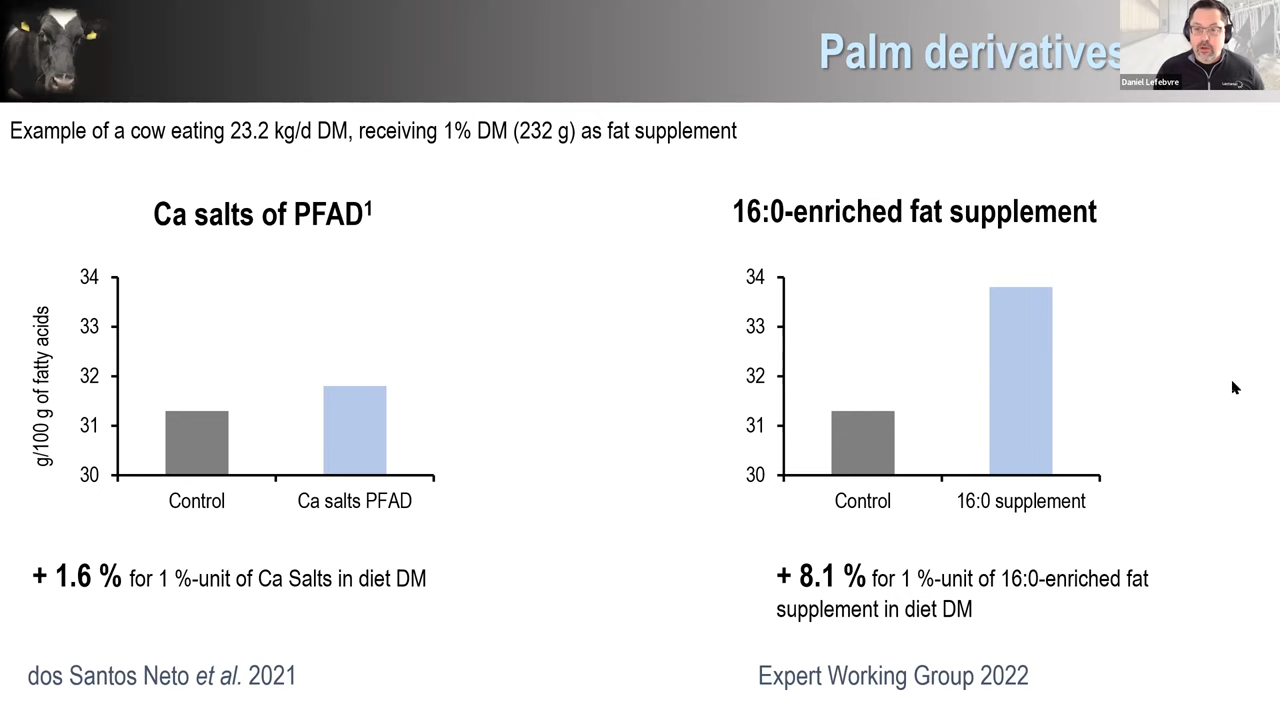 Palm derivatives
Daniel Lefebvre
Example of a cow eating 23.2 kg/d DM, receiving 1% DM (232 g) as fat supplement
Ca salts of PFAD¹
g/100 g of fatty acids
34
33
32
31
30
Control
Ca salts PFAD
+ 1.6 % for 1 %-unit of Ca Salts in diet DM
dos Santos Neto et al. 2021
16:0-enriched fat supplement
34
33
32
31
30
Control
16:0 supplement
+ 8.1 % for 1 %-unit of 16:0-enriched fat
supplement in diet DM
Expert Working Group 2022